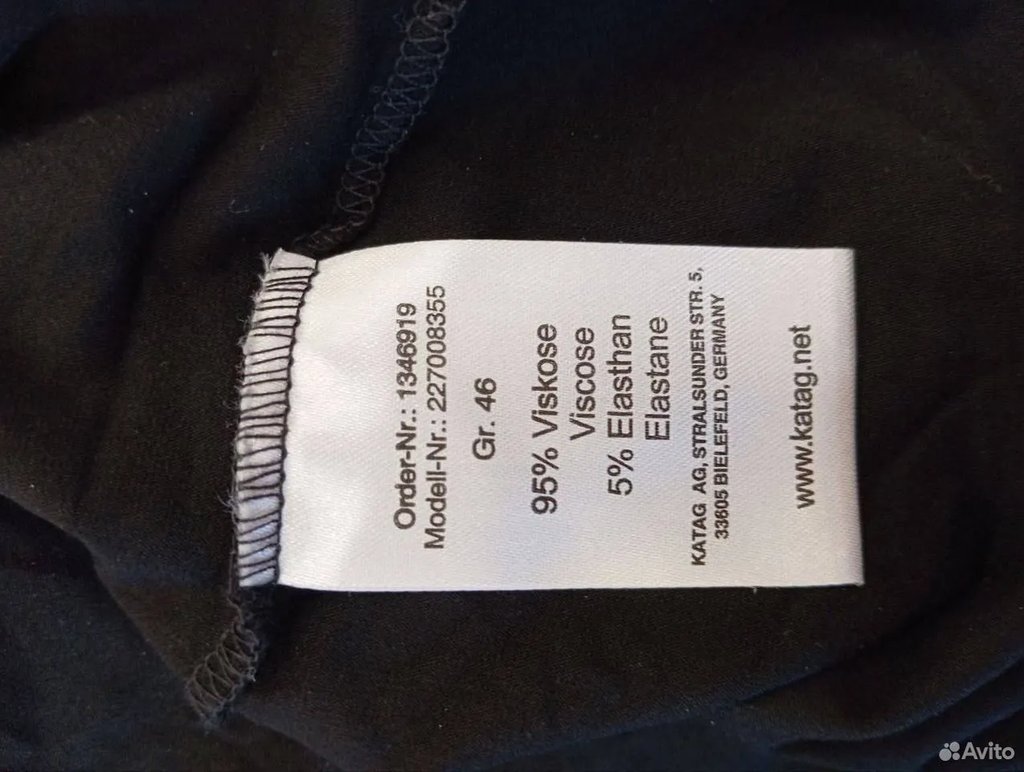 Order-Nr.: 1346919
Modell-Nr.: 227008355
Gr. 46
95% Viskose
Viscose
5% Elasthan
Elastane
KATAG AG, STRALSUNDER STR. 5,
33605 BIELEFELD, GERMANY
www.katag.net
Avito